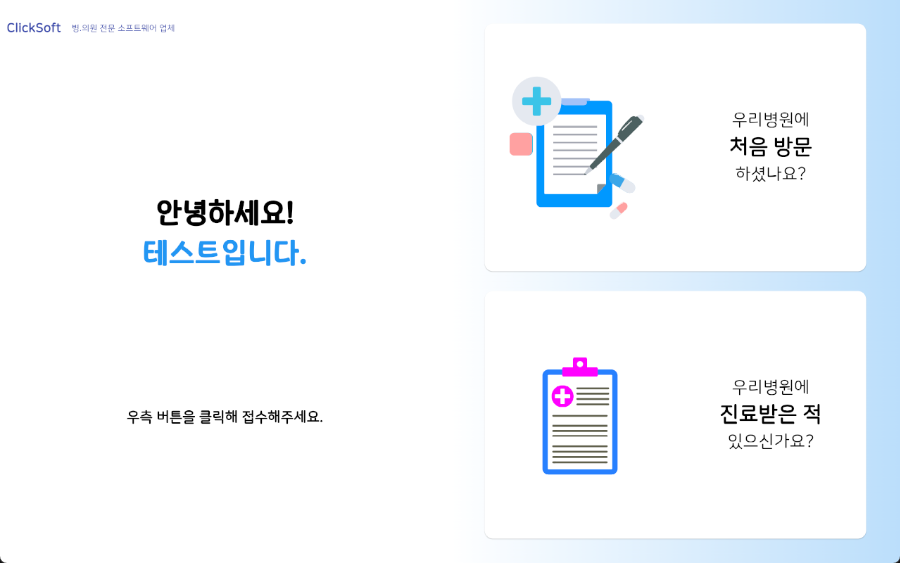 ClickSoft 병.의원 전문 소프트웨어 업체
안녕하세요!
테스트입니다.
우측 버튼을 클릭해 접수해주세요.
우리병원에
처음 방문
하셨나요?
우리병원에
진료받은 적
있으신가요?